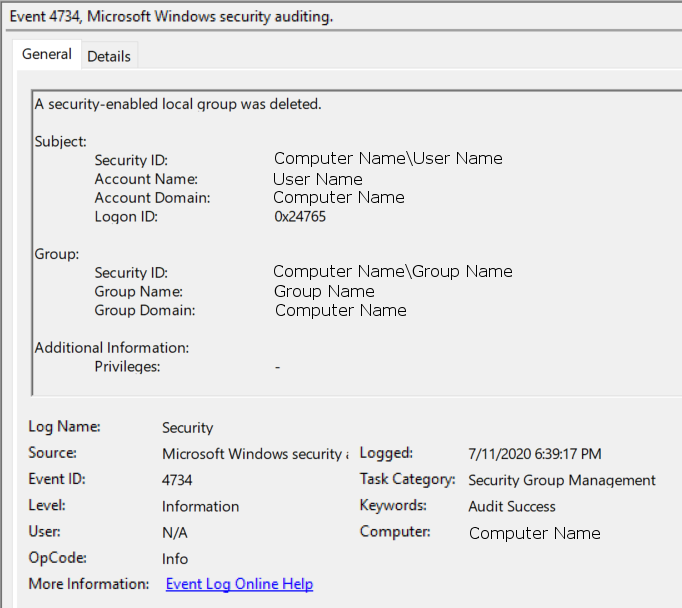 Event 4734, Microsoft Windows security auditing.
General Details
A security-enabled local group was deleted.
Subject:
Security ID: Computer Name\User Name
Account Name: User Name
Account Domain: Computer Name
Logon ID: 0x24765
Group:
Security ID: Computer Name\Group Name
Group Name: Group Name
Group Domain: Computer Name
Additional Information:
Privileges: -
Log Name: Security
Source: Microsoft Windows security Logged: 7/11/2020 6:39:17 PM
Event ID: 4734 Task Category: Security Group Management
Level: Information Keywords: Audit Success
User: N/A Computer: Computer Name
OpCode: Info
More Information: Event Log Online Help